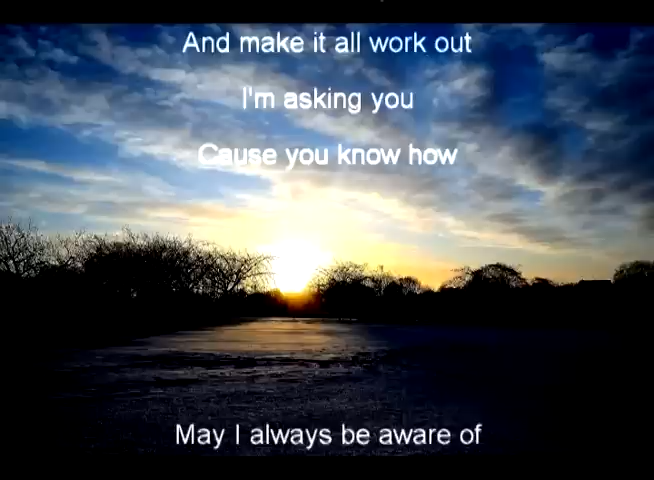 And make it all work out
I'm asking you
Cause you know how
May I always be aware of